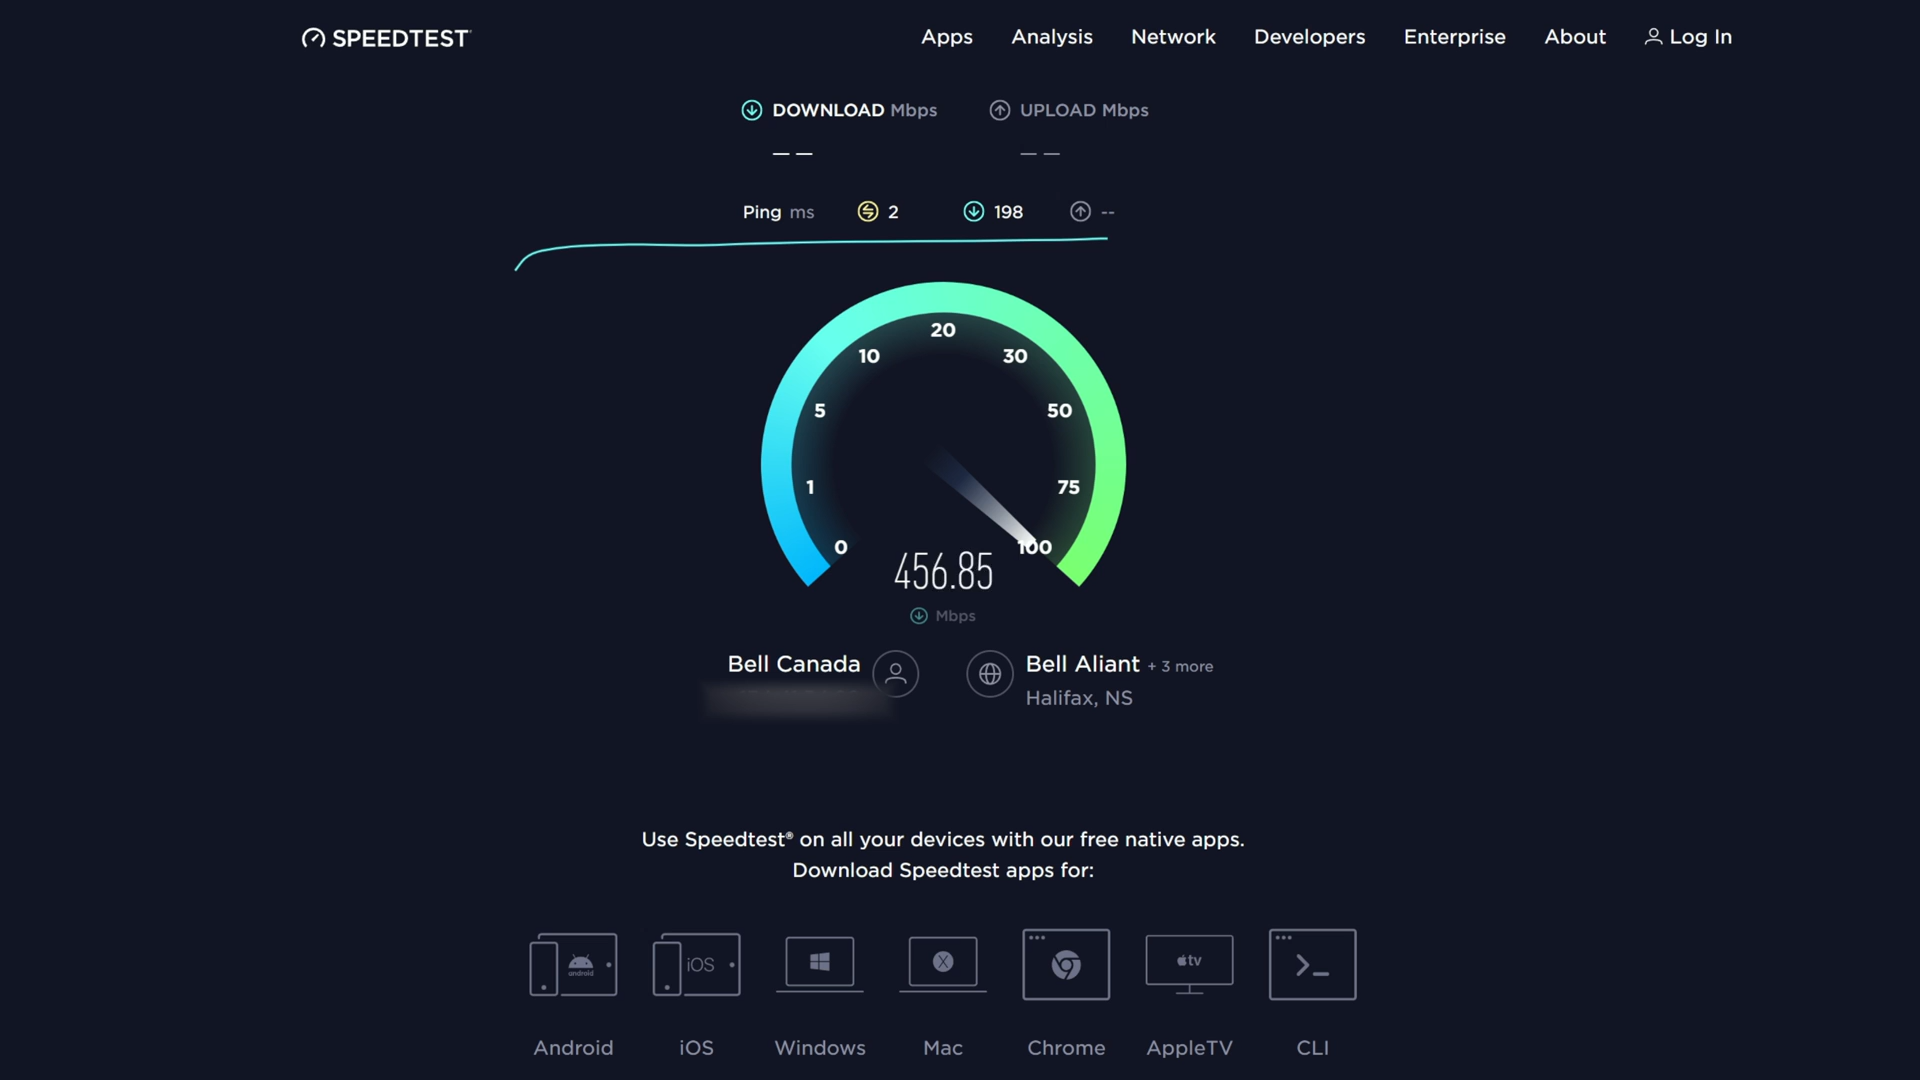 SPEEDTEST
Apps Analysis Network Developers Enterprise About Log In
DOWNLOAD Mbps UPLOAD Mbps
— — — —
Ping ms 2 198 --
20
10 30
5 50
1 75
0 100
456.85
Mbps
Bell Canada Bell Aliant + 3 more
Halifax, NS
Use Speedtest® on all your devices with our free native apps.
Download Speedtest apps for:
android iOS X tv
Android iOS Windows Mac Chrome AppleTV CLI